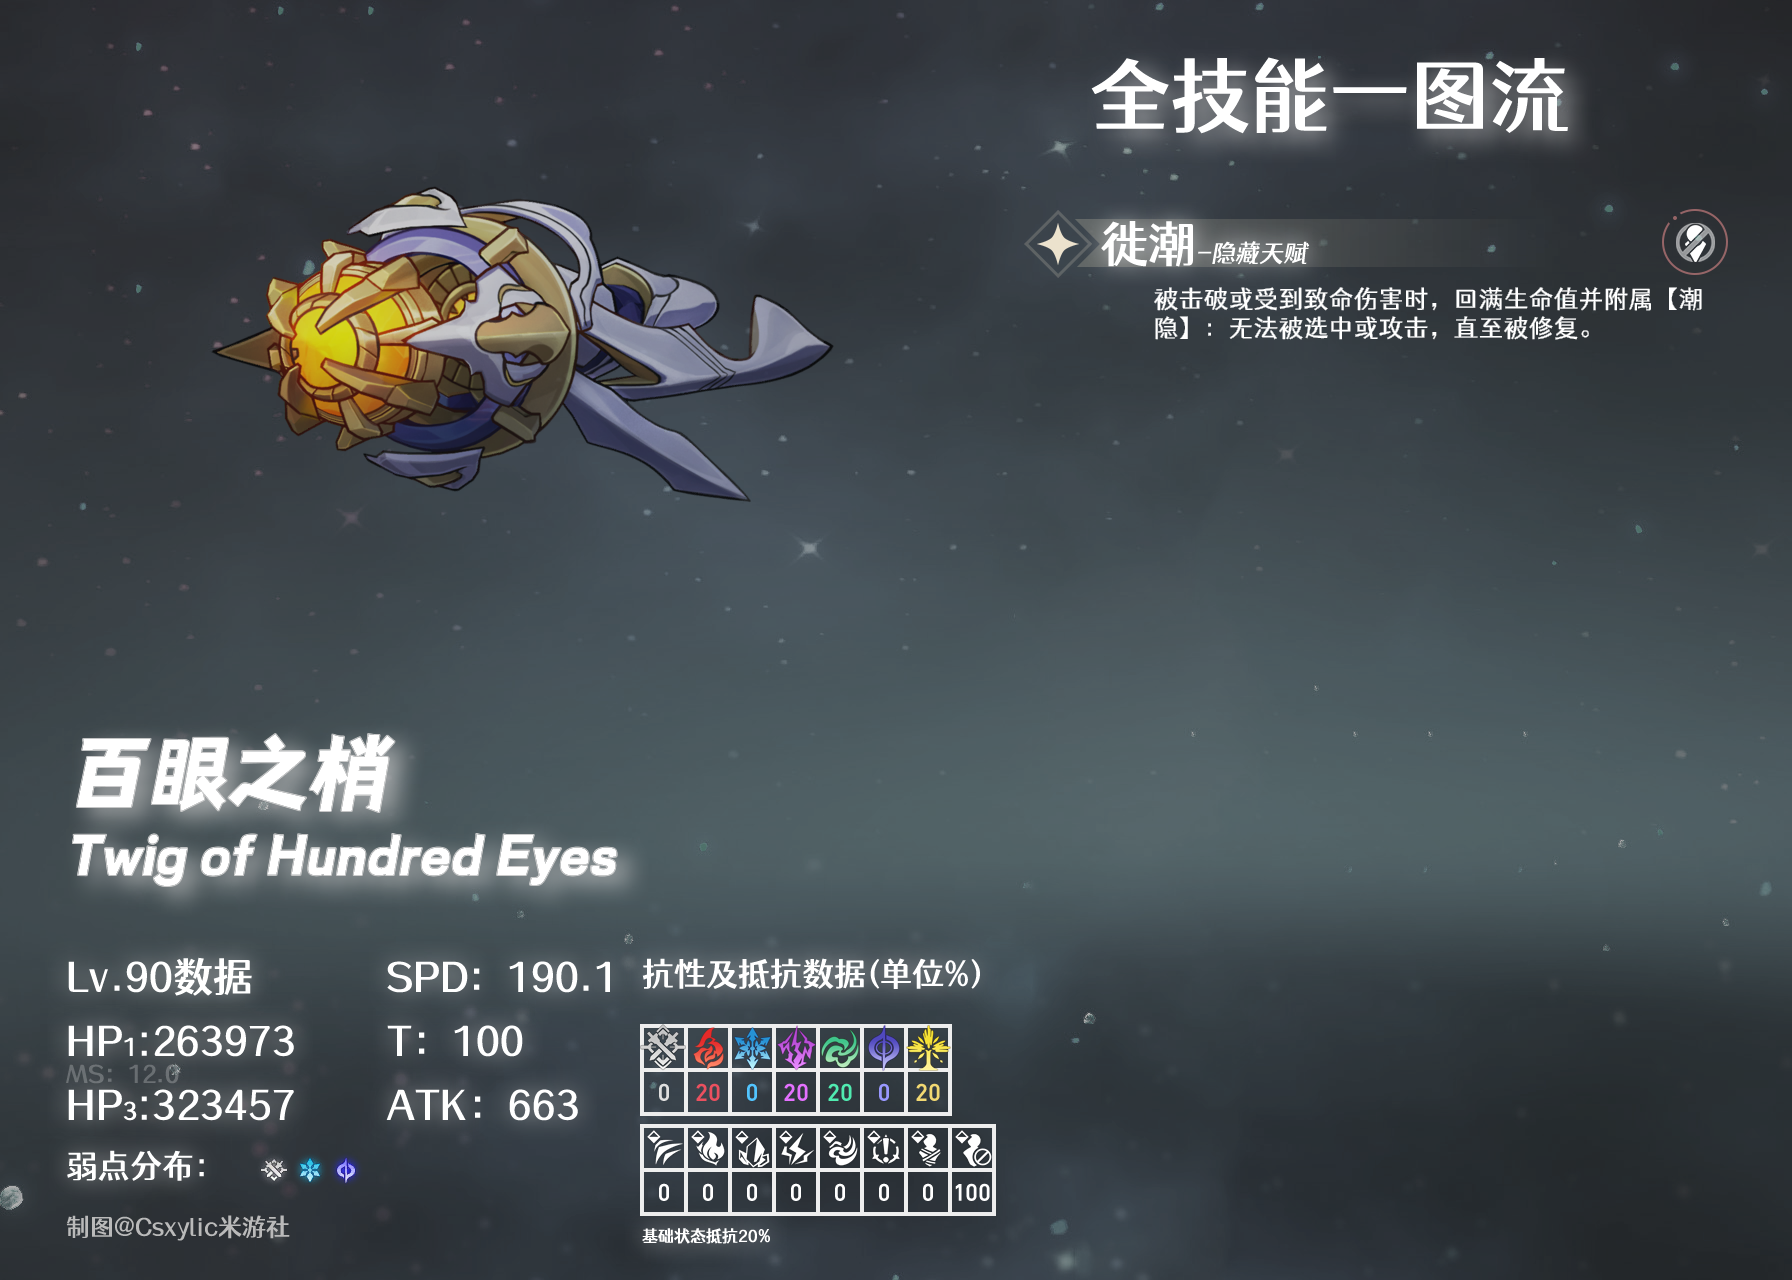 全技能一图流
徙潮-隐藏天赋
被击破或受到致命伤害时，回满生命值并附属【潮
隐】：无法被选中或攻击，直至被修复。
百眼之梢
Twig of Hundred Eyes
Lv.90数据
SPD：190.1
HP₁:263973
T：100
MS：12.0
HP₃:323457
ATK：663
弱点分布：
制图@Csxylic米游社
抗性及抵抗数据(单位%)
0 20 0 20 20 0 20
0 0 0 0 0 0 0 100
基础状态抵抗20%